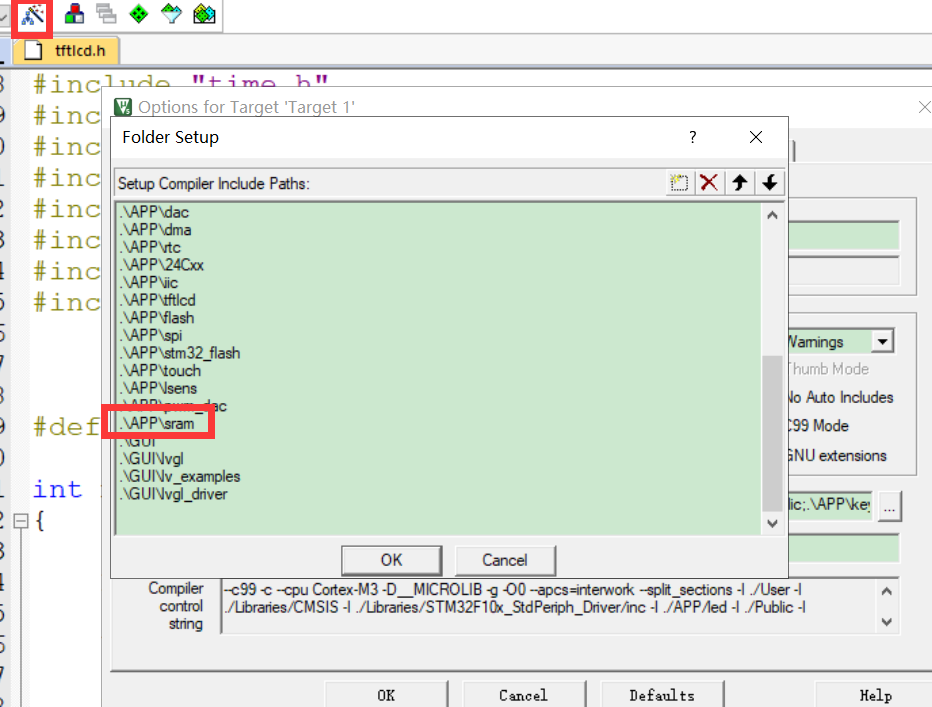 tftlcd.h
#include "time.h"
Options for Target 'Target 1'
#inc
Folder Setup
#inc
Setup Compiler Include Paths:
#inc
.\APP\dac
#inc
.\APP\dma
.\APP\rtc
#inc
.\APP\24Cxx
#inc
.\APP\iic
.\APP\tftlcd
#inc
.\APP\flash
.\APP\spi
Warnings
.\APP\stm32_flash
.\APP\touch
Thumb Mode
.\APP\lsens
No Auto Includes
.\APP\pwm_dac
.\APP\sram
#def
C99 Mode
.\GUI
.\GUI\lvgl
GNU extensions
.\GUI\lv_examples
int
.\GUI\lvgl_driver
lic;.\APP\key
...
{
OK
Cancel
Compiler control string
--c99 -c --cpu Cortex-M3 -D__MICROLIB -g -O0 --apcs=interwork --split_sections -I ./User -I
./Libraries/CMSIS -I ./Libraries/STM32F10x_StdPeriph_Driver/inc -I ./APP/led -I ./Public -I
OK
Cancel
Defaults
Help